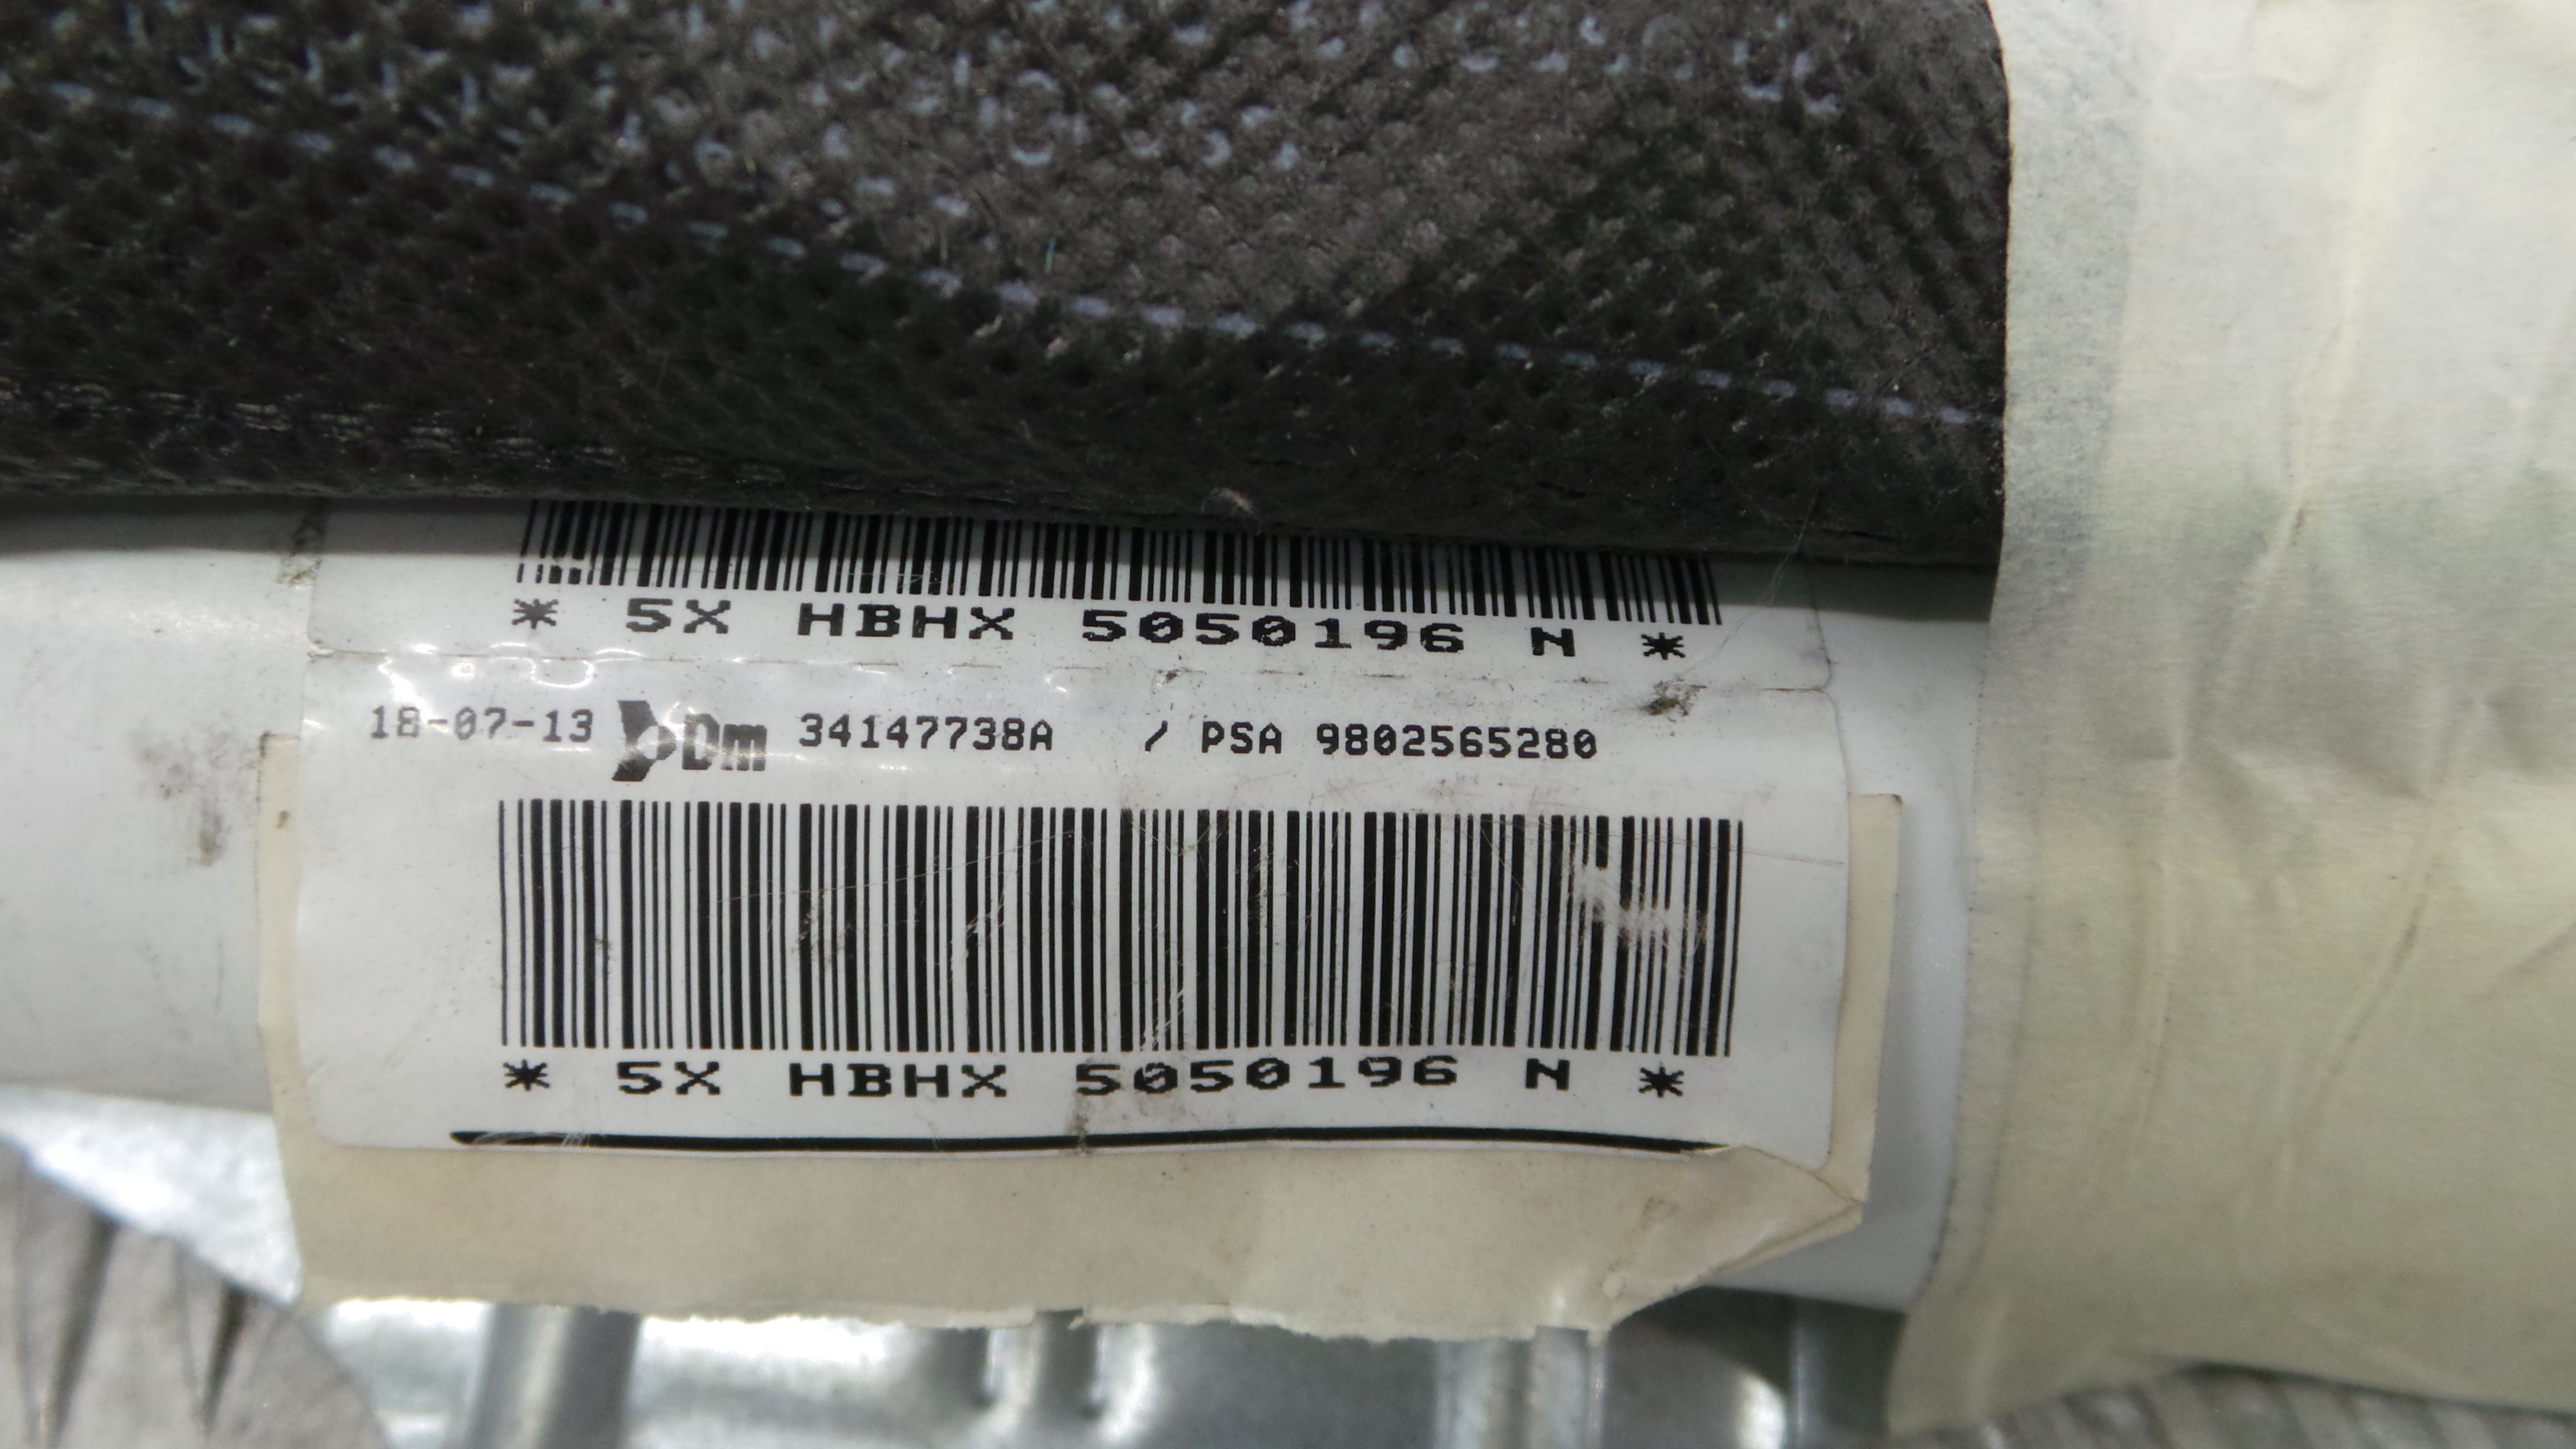 * 5X HBHX 5050196 N *
18-07-13 Dm 34147738A / PSA 9802565280
* 5X HBHX 5050196 N *